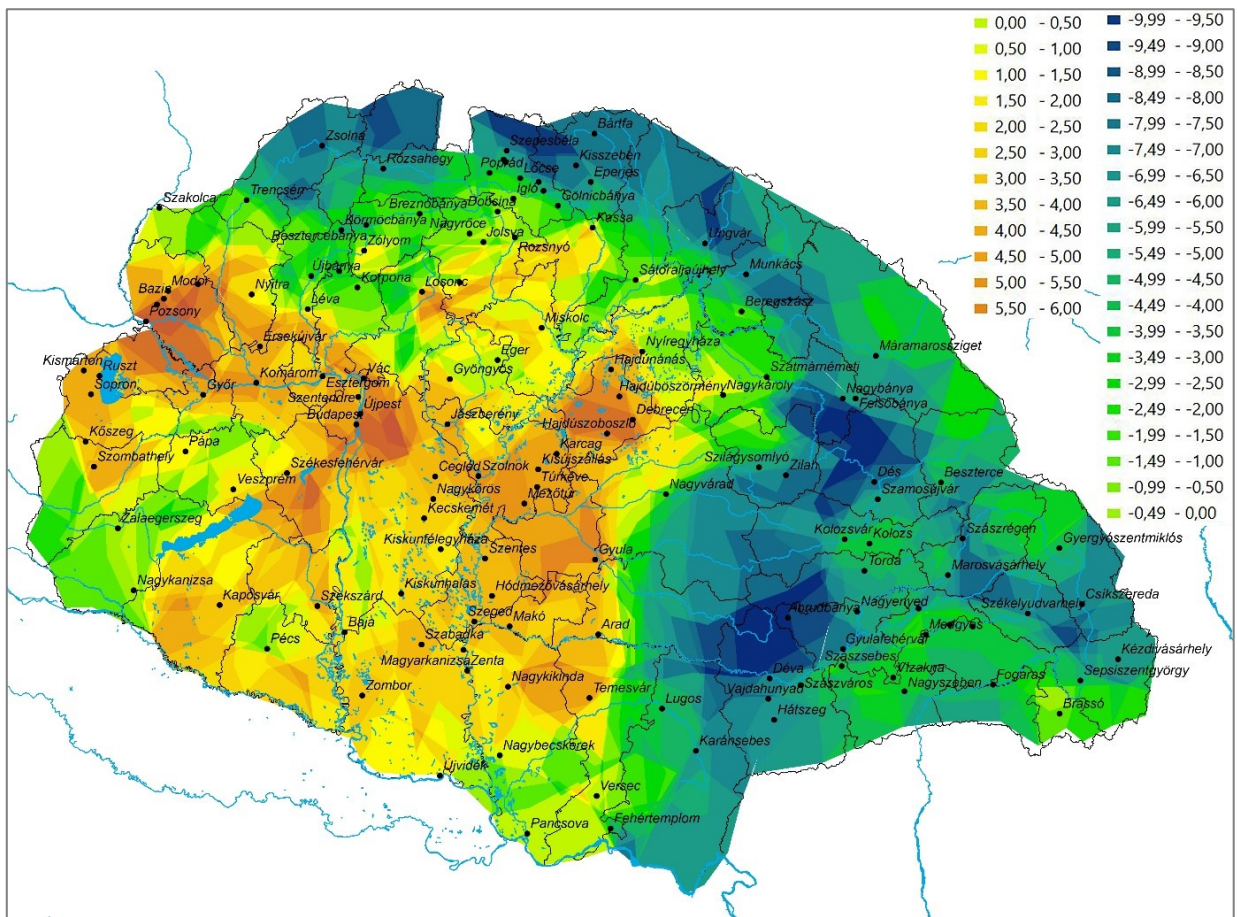 0,00 - 0,50
0,50 - 1,00
1,00 - 1,50
1,50 - 2,00
2,00 - 2,50
2,50 - 3,00
3,00 - 3,50
3,50 - 4,00
4,00 - 4,50
4,50 - 5,00
5,00 - 5,50
5,50 - 6,00
-9,99 - -9,50
-9,49 - -9,00
-8,99 - -8,50
-8,49 - -8,00
-7,99 - -7,50
-7,49 - -7,00
-6,99 - -6,50
-6,49 - -6,00
-5,99 - -5,50
-5,49 - -5,00
-4,99 - -4,50
-4,49 - -4,00
-3,99 - -3,50
-3,49 - -3,00
-2,99 - -2,50
-2,49 - -2,00
-1,99 - -1,50
-1,49 - -1,00
-0,99 - -0,50
-0,49 - 0,00
Bártfa
Zsolna
Szepesbéla
Kisszeben
Rózsahegy
Poprád
Lőcse
Eperjes
Trencsén
Igló
Gölnicbánya
Szakolca
Breznóbánya
Dobsina
Körmöcbánya
Nagyrőce
Jolsva
Kassa
Besztercebánya
Zólyom
Rozsnyó
Ungvár
Újbánya
Korpona
Losonc
Sátoraljaújhely
Munkács
Modor
Bazin
Nyitra
Léva
Beregszász
Pozsony
Miskolc
Érsekújvár
Nyíregyháza
Máramarossziget
Kismarton
Ruszt
Sopron
Komárom
Vác
Eger
Gyöngyös
Hajdúnánás
Szatmárnémeti
Győr
Esztergom
Szentendre
Újpest
Budapest
Hajdúböszörmény
Nagykároly
Nagybánya
Felsőbánya
Jászberény
Debrecen
Hajdúszoboszló
Kőszeg
Pápa
Karcag
Szombathely
Székesfehérvár
Cegléd
Szolnok
Kisújszállás
Szilágysomlyó
Zilah
Dés
Beszterce
Veszprém
Túrkeve
Nagykőrös
Mezőtúr
Nagyvárad
Szamosújvár
Kecskemét
Zalaegerszeg
Kiskunfélegyháza
Szentes
Gyula
Kolozsvár
Kolozs
Szászrégen
Gyergyószentmiklós
Torda
Marosvásárhely
Nagykanizsa
Kaposvár
Szekszárd
Kiskunhalas
Hódmezővásárhely
Abrudbánya
Nagyenyed
Székelyudvarhely
Csíkszereda
Baja
Szeged
Makó
Arad
Medgyes
Pécs
Szabadka
Gyulafehérvár
Kézdivásárhely
Magyarkanizsa
Zenta
Szászsebes
Sepsiszentgyörgy
Déva
Vízakna
Fogaras
Zombor
Nagykikinda
Temesvár
Vajdahunyad
Szászváros
Nagyszeben
Lugos
Hátszeg
Brassó
Nagybecskerek
Karánsebes
Újvidék
Versec
Pancsova
Fehértemplom